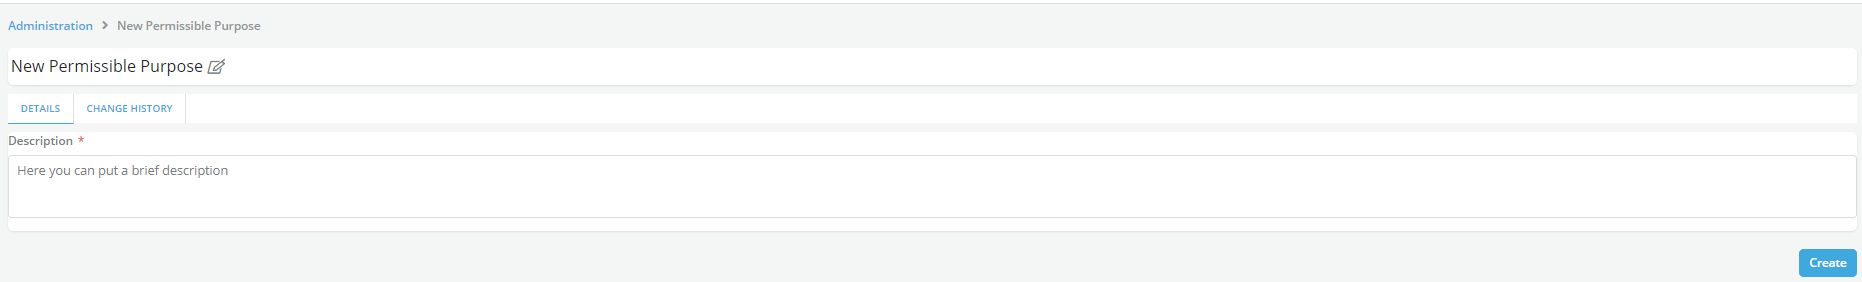 Administration > New Permissible Purpose
New Permissible Purpose
DETAILS CHANGE HISTORY
Description *
Here you can put a brief description
Create